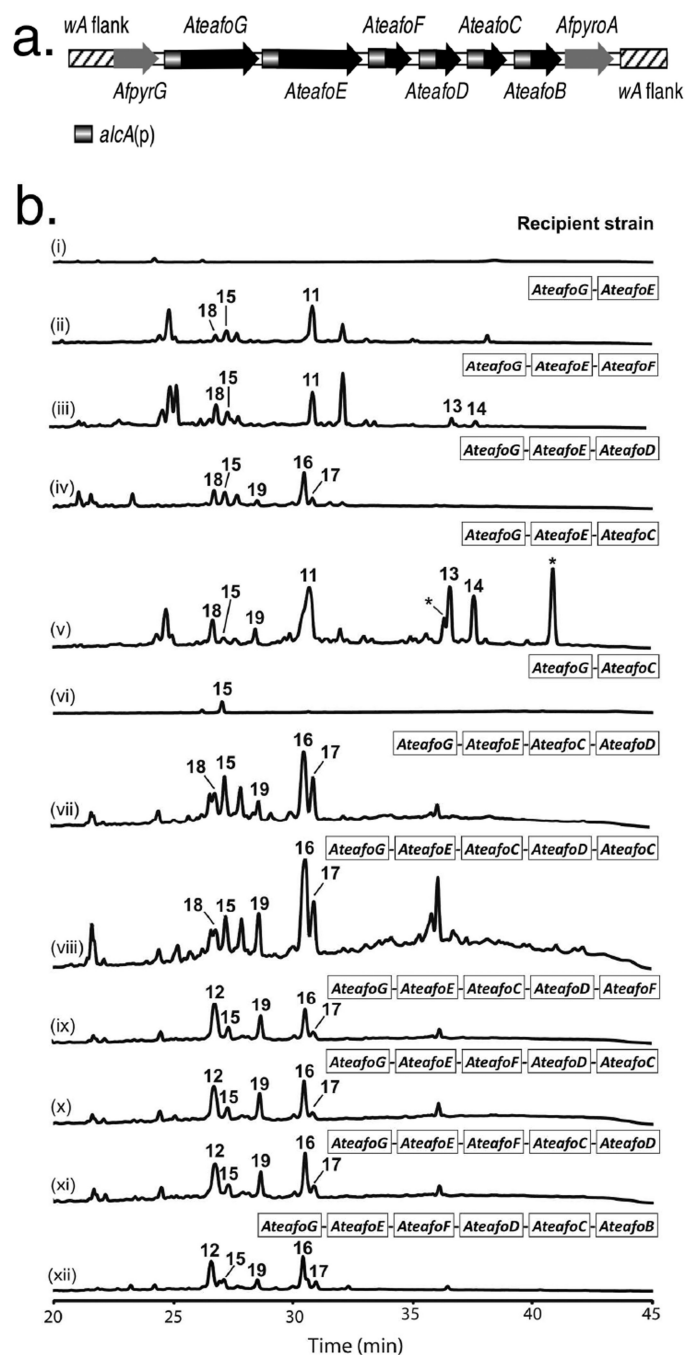 a.
wA flank AteafoG AteafoF AteafoC AfpyroA
AfpyrG AteafoE AteafoD AteafoB wA flank
alcA(p)
b.
Recipient strain
(i)
AteafoG-AteafoE
18 15 11
(ii)
AteafoG-AteafoE-AteafoF
18 15 11 13 14
(iii)
AteafoG-AteafoE-AteafoD
18 15 19 16 17
(iv)
AteafoG-AteafoE-AteafoC
18 15 19 11 * 13 14 *
(v)
AteafoG-AteafoC
15
(vi)
AteafoG-AteafoE-AteafoC-AteafoD
18 15 19 16 17
(vii)
AteafoG-AteafoE-AteafoC-AteafoD-AteafoC
18 15 19 16 17
(viii)
AteafoG-AteafoE-AteafoC-AteafoD-AteafoF
12 15 19 16 17
(ix)
AteafoG-AteafoE-AteafoF-AteafoD-AteafoC
12 15 19 16 17
(x)
AteafoG-AteafoE-AteafoF-AteafoC-AteafoD
12 15 19 16 17
(xi)
AteafoG-AteafoE-AteafoF-AteafoD-AteafoC-AteafoB
12 15 19 16 17
(xii)
20 25 30 35 40 45
Time (min)